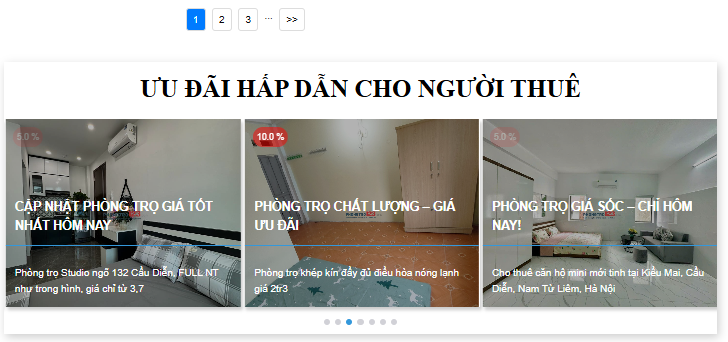 1 2 3 ... >>
ƯU ĐÃI HẤP DẪN CHO NGƯỜI THUÊ
5.0 % 10.0 % 5.0 %
CẬP NHẬT PHÒNG TRỌ GIÁ TỐT
NHẤT HÔM NAY
Phòng trọ Studio ngõ 132 Cầu Diễn, FULL NT
như trong hình, giá chỉ từ 3,7
PHÒNG TRỌ CHẤT LƯỢNG – GIÁ
ƯU ĐÃI
Phòng trọ khép kín đầy đủ điều hòa nóng lạnh
giá 2tr3
PHÒNG TRỌ GIÁ SỐC – CHỈ HÔM
NAY!
Cho thuê căn hộ mini mới tinh tại Kiều Mai, Cầu
Diễn, Nam Từ Liêm, Hà Nội